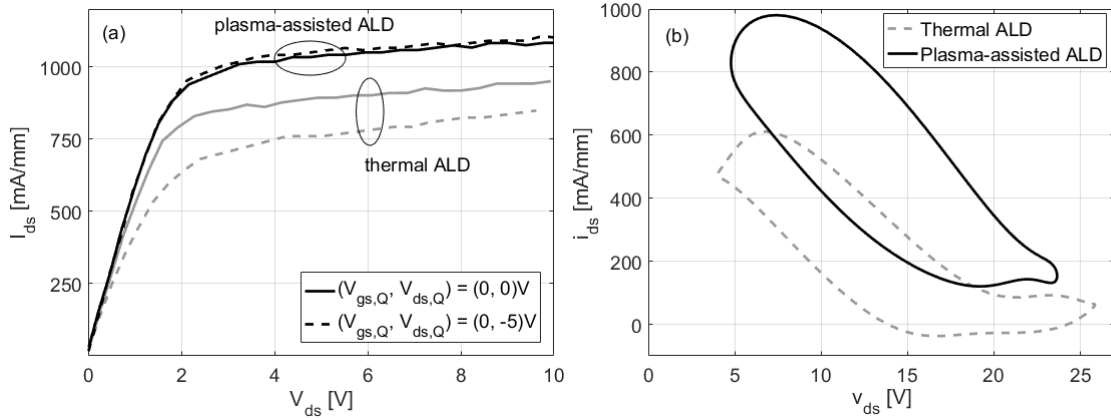 (a)
plasma-assisted ALD
thermal ALD
1000
750
500
250
I_ds [mA/mm]
(V_gs,Q, V_ds,Q) = (0, 0)V
(V_gs,Q, V_ds,Q) = (0, -5)V
0 2 4 6 8 10
V_ds [V]
(b)
Thermal ALD
Plasma-assisted ALD
1000
800
600
400
200
0
i_ds [mA/mm]
0 5 10 15 20 25
v_ds [V]